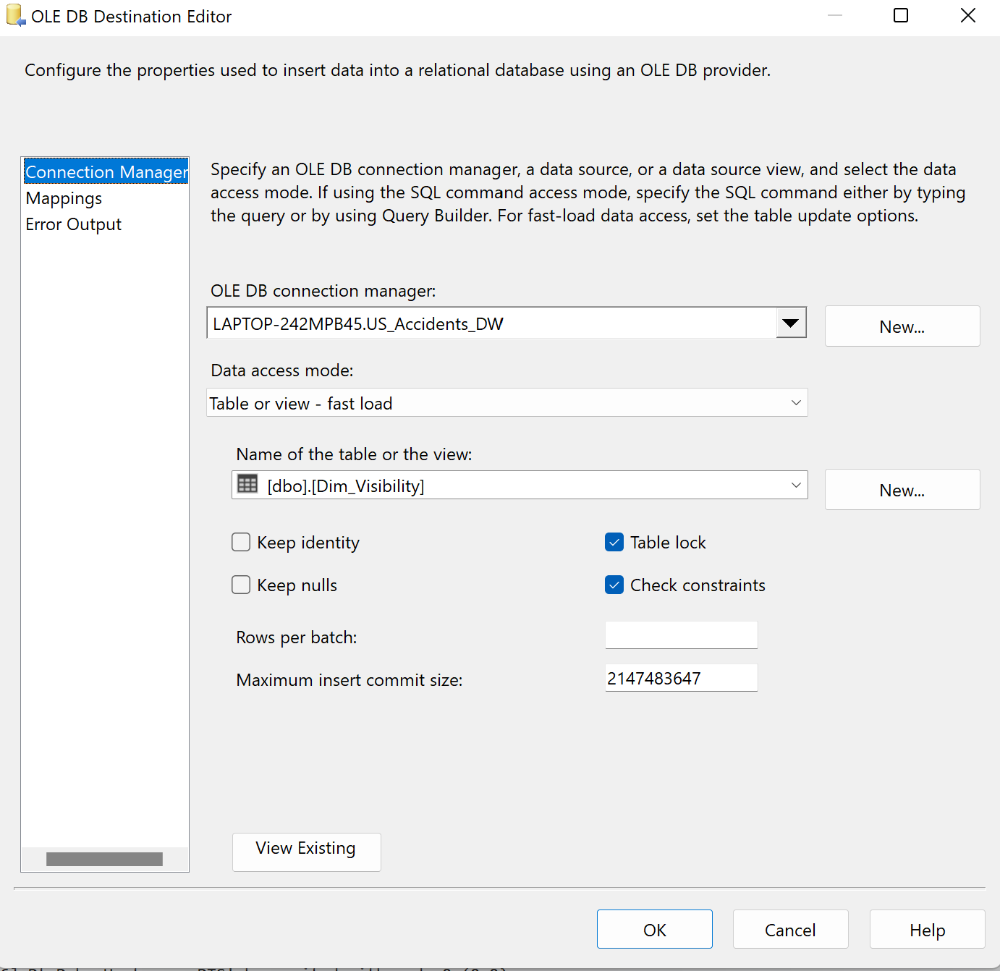 OLE DB Destination Editor
Configure the properties used to insert data into a relational database using an OLE DB provider.
Connection Manager
Mappings
Error Output
Specify an OLE DB connection manager, a data source, or a data source view, and select the data
access mode. If using the SQL command access mode, specify the SQL command either by typing
the query or by using Query Builder. For fast-load data access, set the table update options.
OLE DB connection manager:
LAPTOP-242MPB45.US_Accidents_DW
New...
Data access mode:
Table or view - fast load
Name of the table or the view:
[dbo].[Dim_Visibility]
New...
Keep identity
Table lock
Keep nulls
Check constraints
Rows per batch:
Maximum insert commit size:
2147483647
View Existing
OK
Cancel
Help